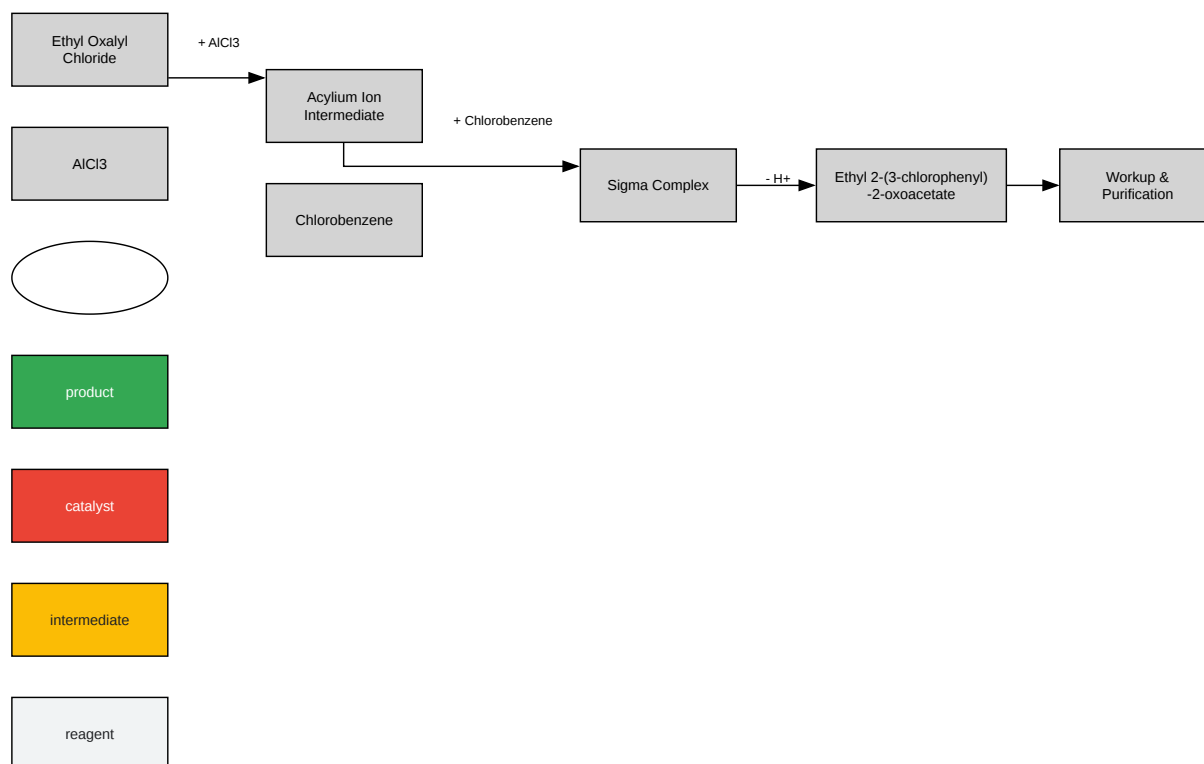 Ethyl Oxalyl
Chloride
+ AlCl3
Acylium Ion
Intermediate
+ Chlorobenzene
AlCl3
Chlorobenzene
Sigma Complex
- H+
Ethyl 2-(3-chlorophenyl)
-2-oxoacetate
Workup &
Purification
product
catalyst
intermediate
reagent